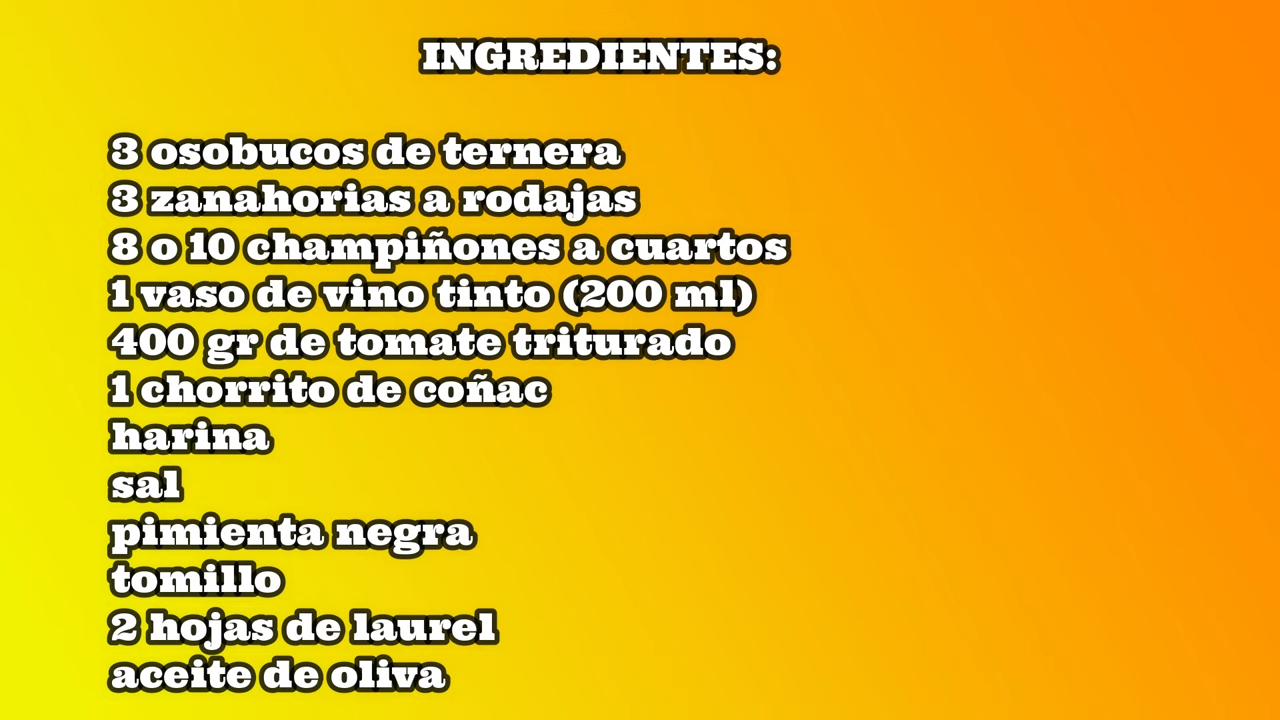 INGREDIENTES:
3 osobucos de ternera
3 zanahorias a rodajas
8 o 10 champiñones a cuartos
1 vaso de vino tinto (200 ml)
400 gr de tomate triturado
1 chorrito de coñac
harina
sal
pimienta negra
tomillo
2 hojas de laurel
aceite de oliva